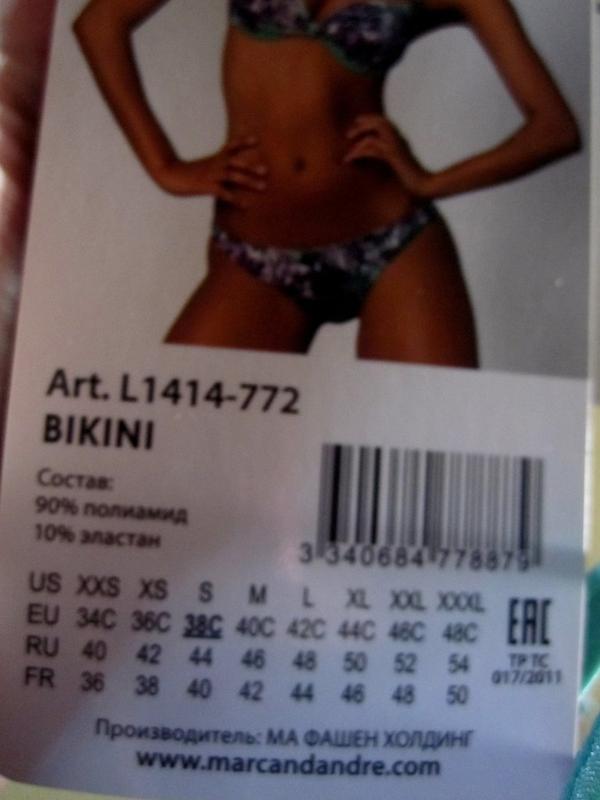 Art. L1414-772
BIKINI
Состав:
90% полиамид
10% эластан
3 340684 778879
US XXS XS S M L XL XXL XXXL
EU 34C 36C 38C 40C 42C 44C 46C 48C
RU 40 42 44 46 48 50 52 54
FR 36 38 40 42 44 46 48 50
EAC
ТР ТС
017/2011
Производитель: МА ФАШЕН ХОЛДИНГ
www.marcandandre.com